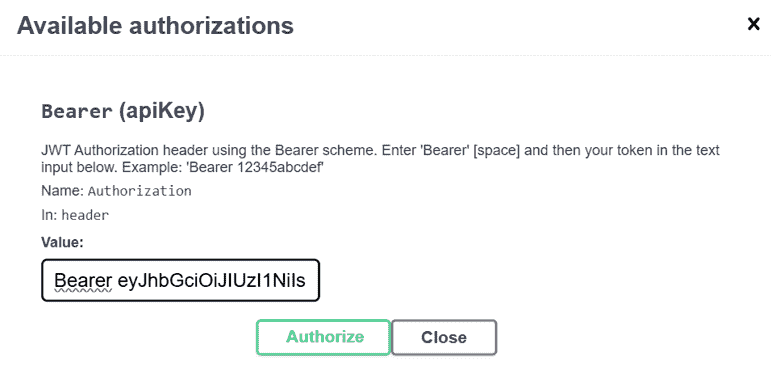 Available authorizations
Bearer (apiKey)
JWT Authorization header using the Bearer scheme. Enter 'Bearer' [space] and then your token in the text
input below. Example: 'Bearer 12345abcdef'
Name: Authorization
In: header
Value:
Bearer eyJhbGciOiJIUzI1NiIs
Authorize Close